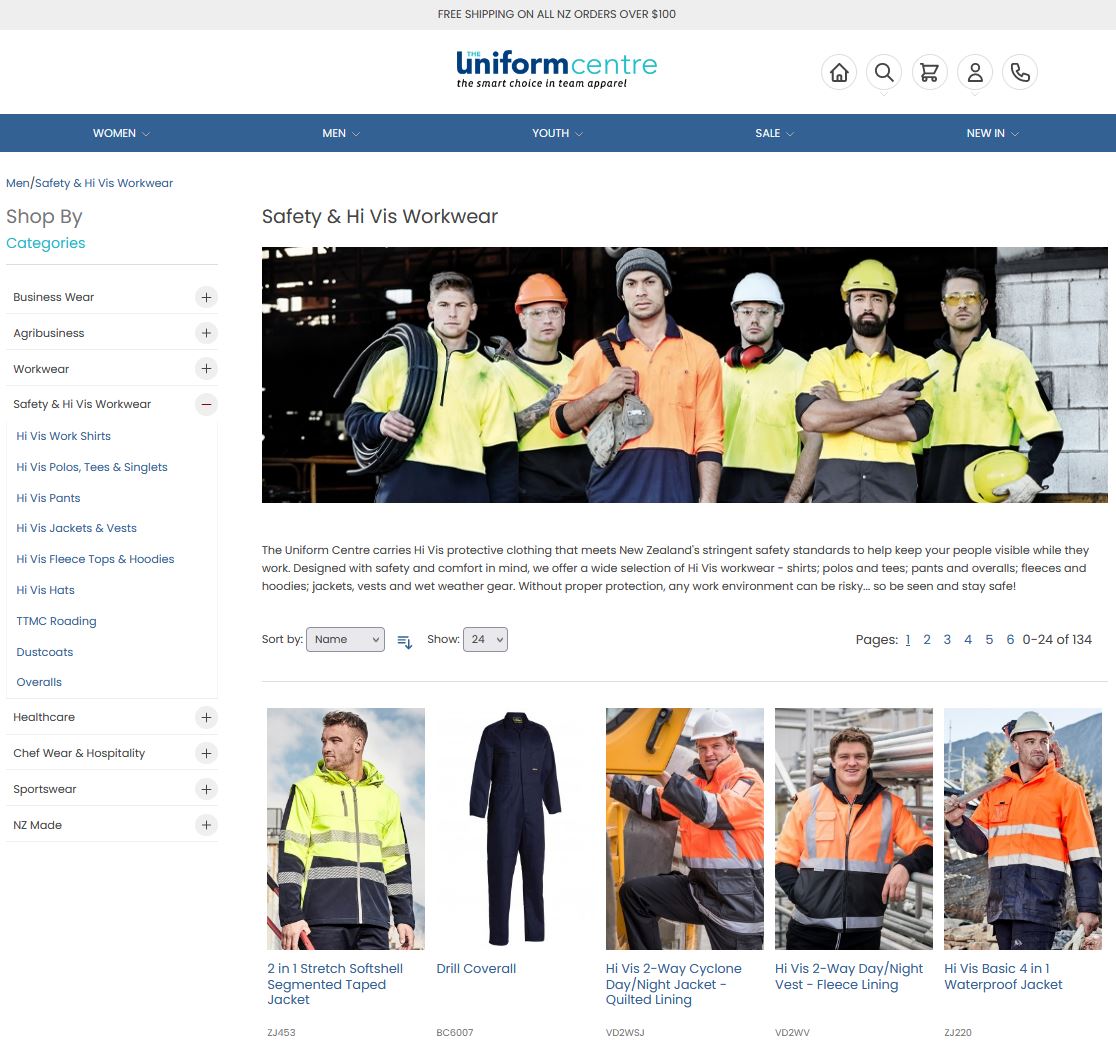 FREE SHIPPING ON ALL NZ ORDERS OVER $100
THE
uniformcentre
the smart choice in team apparel
WOMEN
MEN
YOUTH
SALE
NEW IN
Men/Safety & Hi Vis Workwear
Shop By
Categories
Business Wear
Agribusiness
Workwear
Safety & Hi Vis Workwear
Hi Vis Work Shirts
Hi Vis Polos, Tees & Singlets
Hi Vis Pants
Hi Vis Jackets & Vests
Hi Vis Fleece Tops & Hoodies
Hi Vis Hats
TTMC Roading
Dustcoats
Overalls
Healthcare
Chef Wear & Hospitality
Sportswear
NZ Made
Safety & Hi Vis Workwear
The Uniform Centre carries Hi Vis protective clothing that meets New Zealand's stringent safety standards to help keep your people visible while they
work. Designed with safety and comfort in mind, we offer a wide selection of Hi Vis workwear - shirts; polos and tees; pants and overalls; fleeces and
hoodies; jackets, vests and wet weather gear. Without proper protection, any work environment can be risky... so be seen and stay safe!
Sort by: Name Show: 24 Pages: 1 2 3 4 5 6 0-24 of 134
2 in 1 Stretch Softshell
Segmented Taped
Jacket
ZJ453
Drill Coverall
BC6007
Hi Vis 2-Way Cyclone
Day/Night Jacket -
Quilted Lining
VD2WSJ
Hi Vis 2-Way Day/Night
Vest - Fleece Lining
VD2WV
Hi Vis Basic 4 in 1
Waterproof Jacket
ZJ220